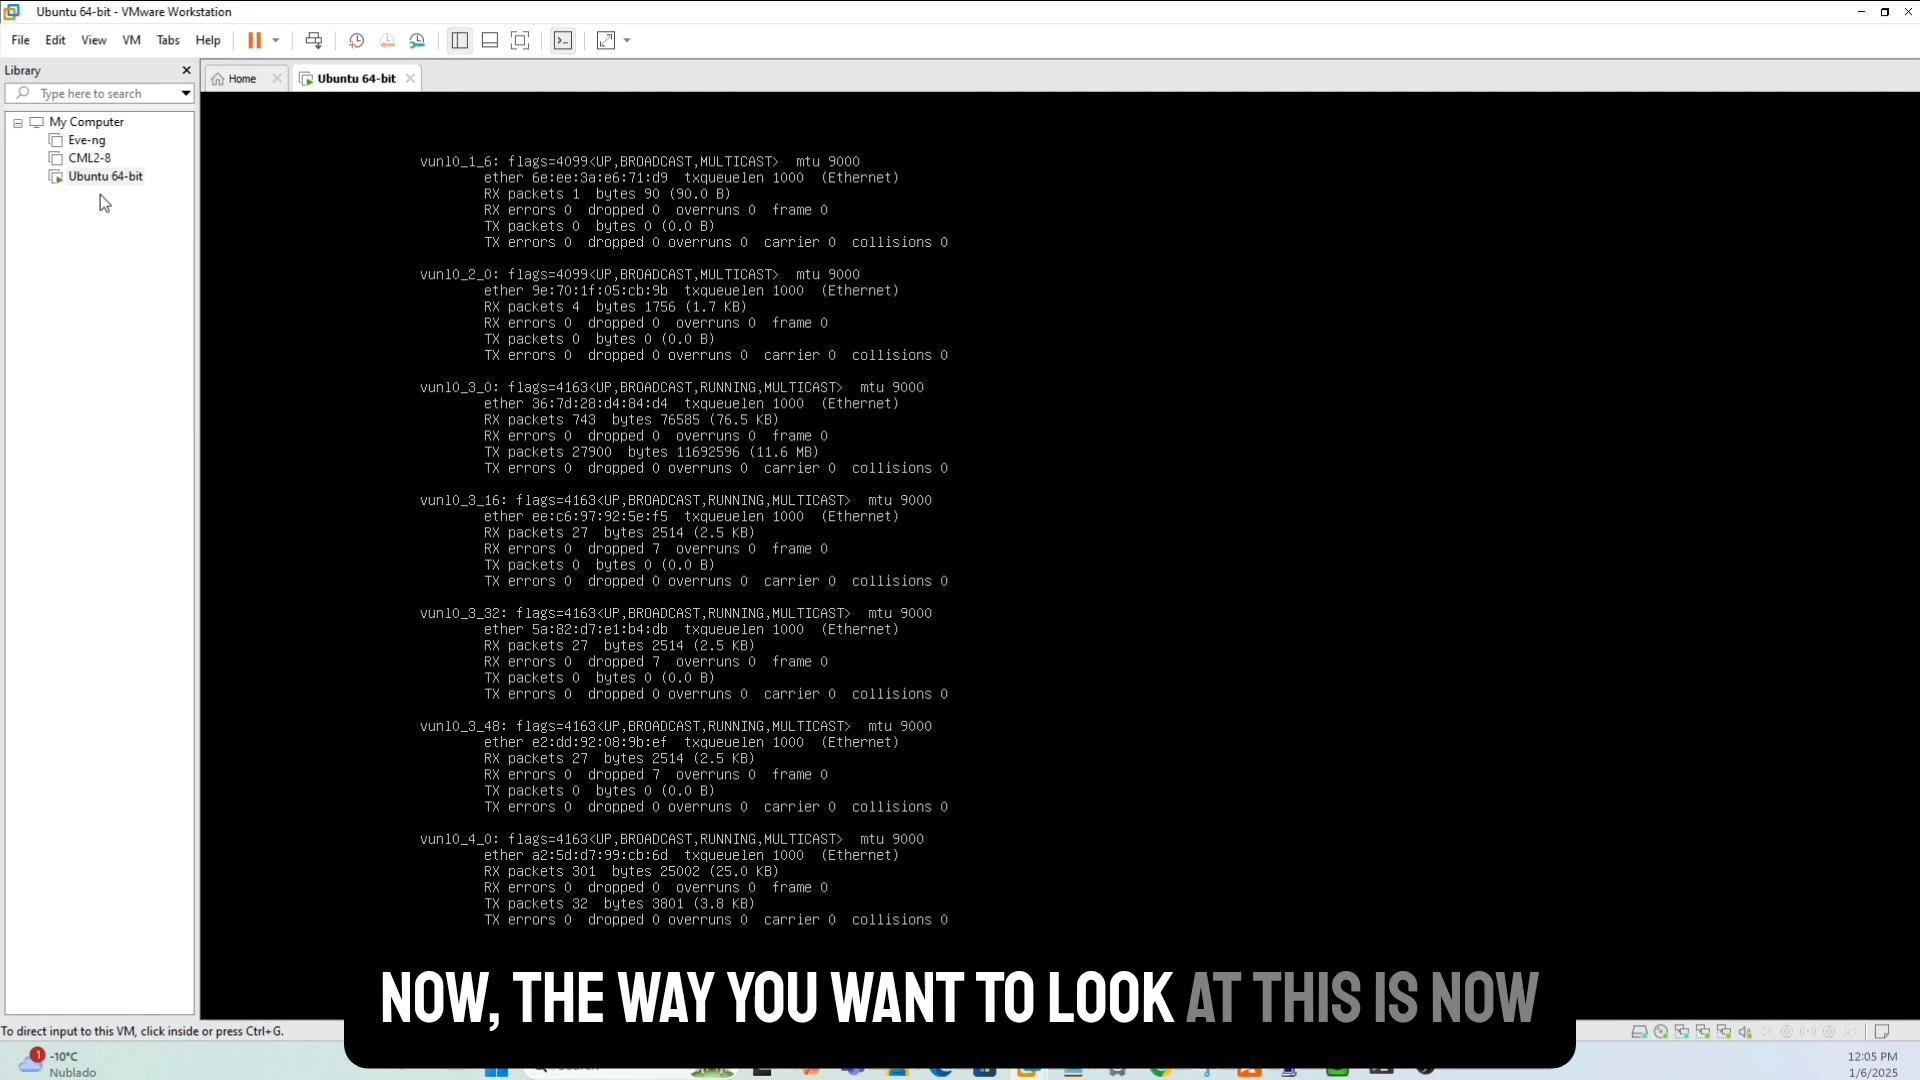 Ubuntu 64-bit - VMware Workstation
File Edit View VM Tabs Help
Library
Home
Ubuntu 64-bit
Type here to search
My Computer
Eve-ng
CML2-8
Ubuntu 64-bit
vunl0_1_6: flags=4099<UP,BROADCAST,MULTICAST> mtu 9000
ether 6e:ee:3a:e6:71:d9 txqueuelen 1000 (Ethernet)
RX packets 1 bytes 90 (90.0 B)
RX errors 0 dropped 0 overruns 0 frame 0
TX packets 0 bytes 0 (0.0 B)
TX errors 0 dropped 0 overruns 0 carrier 0 collisions 0
vunl0_2_0: flags=4099<UP,BROADCAST,MULTICAST> mtu 9000
ether 9e:70:1f:05:cb:9b txqueuelen 1000 (Ethernet)
RX packets 4 bytes 1756 (1.7 KB)
RX errors 0 dropped 0 overruns 0 frame 0
TX packets 0 bytes 0 (0.0 B)
TX errors 0 dropped 0 overruns 0 carrier 0 collisions 0
vunl0_3_0: flags=4163<UP,BROADCAST,RUNNING,MULTICAST> mtu 9000
ether 36:7d:28:d4:84:d4 txqueuelen 1000 (Ethernet)
RX packets 743 bytes 76585 (76.5 KB)
RX errors 0 dropped 0 overruns 0 frame 0
TX packets 27900 bytes 11692596 (11.6 MB)
TX errors 0 dropped 0 overruns 0 carrier 0 collisions 0
vunl0_3_16: flags=4163<UP,BROADCAST,RUNNING,MULTICAST> mtu 9000
ether ee:c6:97:92:5e:f5 txqueuelen 1000 (Ethernet)
RX packets 27 bytes 2514 (2.5 KB)
RX errors 0 dropped 7 overruns 0 frame 0
TX packets 0 bytes 0 (0.0 B)
TX errors 0 dropped 0 overruns 0 carrier 0 collisions 0
vunl0_3_32: flags=4163<UP,BROADCAST,RUNNING,MULTICAST> mtu 9000
ether 5a:82:d7:e1:b4:db txqueuelen 1000 (Ethernet)
RX packets 27 bytes 2514 (2.5 KB)
RX errors 0 dropped 7 overruns 0 frame 0
TX packets 0 bytes 0 (0.0 B)
TX errors 0 dropped 0 overruns 0 carrier 0 collisions 0
vunl0_3_48: flags=4163<UP,BROADCAST,RUNNING,MULTICAST> mtu 9000
ether e2:dd:92:08:9b:ef txqueuelen 1000 (Ethernet)
RX packets 27 bytes 2514 (2.5 KB)
RX errors 0 dropped 7 overruns 0 frame 0
TX packets 0 bytes 0 (0.0 B)
TX errors 0 dropped 0 overruns 0 carrier 0 collisions 0
vunl0_4_0: flags=4163<UP,BROADCAST,RUNNING,MULTICAST> mtu 9000
ether a2:5d:d7:99:cb:6d txqueuelen 1000 (Ethernet)
RX packets 301 bytes 25002 (25.0 KB)
RX errors 0 dropped 0 overruns 0 frame 0
TX packets 32 bytes 3801 (3.8 KB)
TX errors 0 dropped 0 overruns 0 carrier 0 collisions 0
NOW, THE WAY YOU WANT TO LOOK AT THIS IS NOW
To direct input to this VM, click inside or press Ctrl+G.
1
-10°C
Nublado
12:05 PM
1/6/2025